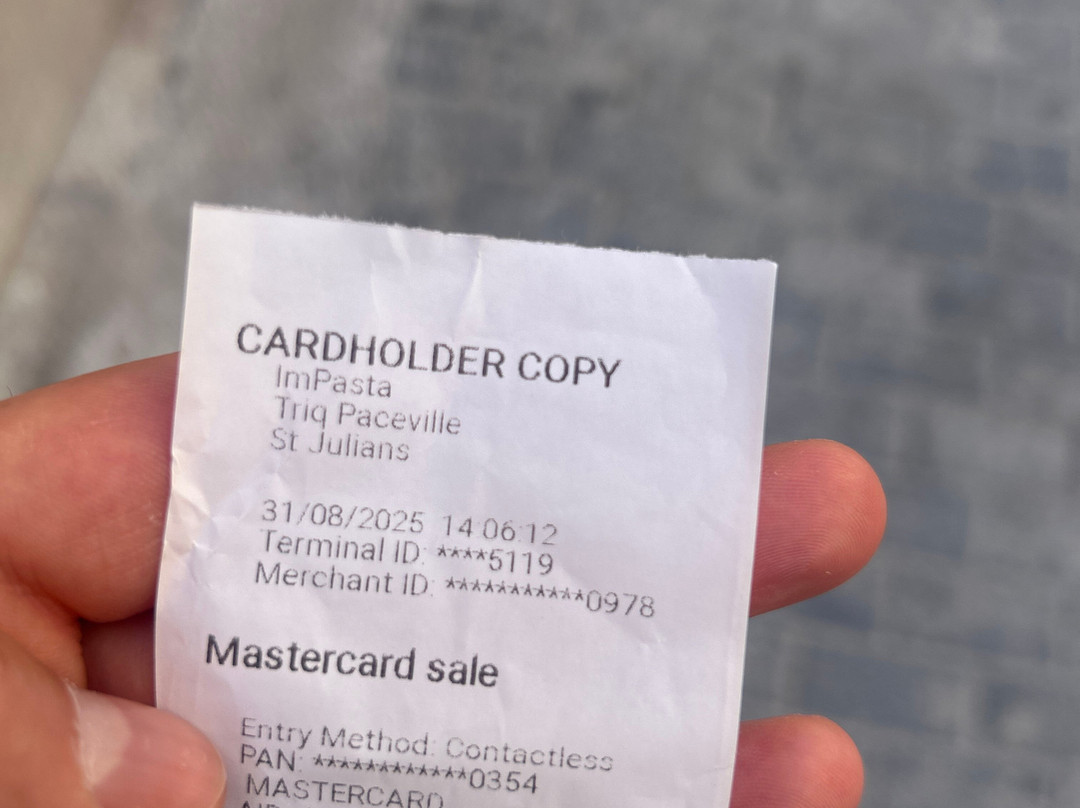 CARDHOLDER COPY
ImPasta
Triq Paceville
St Julians
31/08/2025 14:06:12
Terminal ID: ****5119
Merchant ID: ***********0978
Mastercard sale
Entry Method: Contactless
PAN: ************0354
MASTERCARD